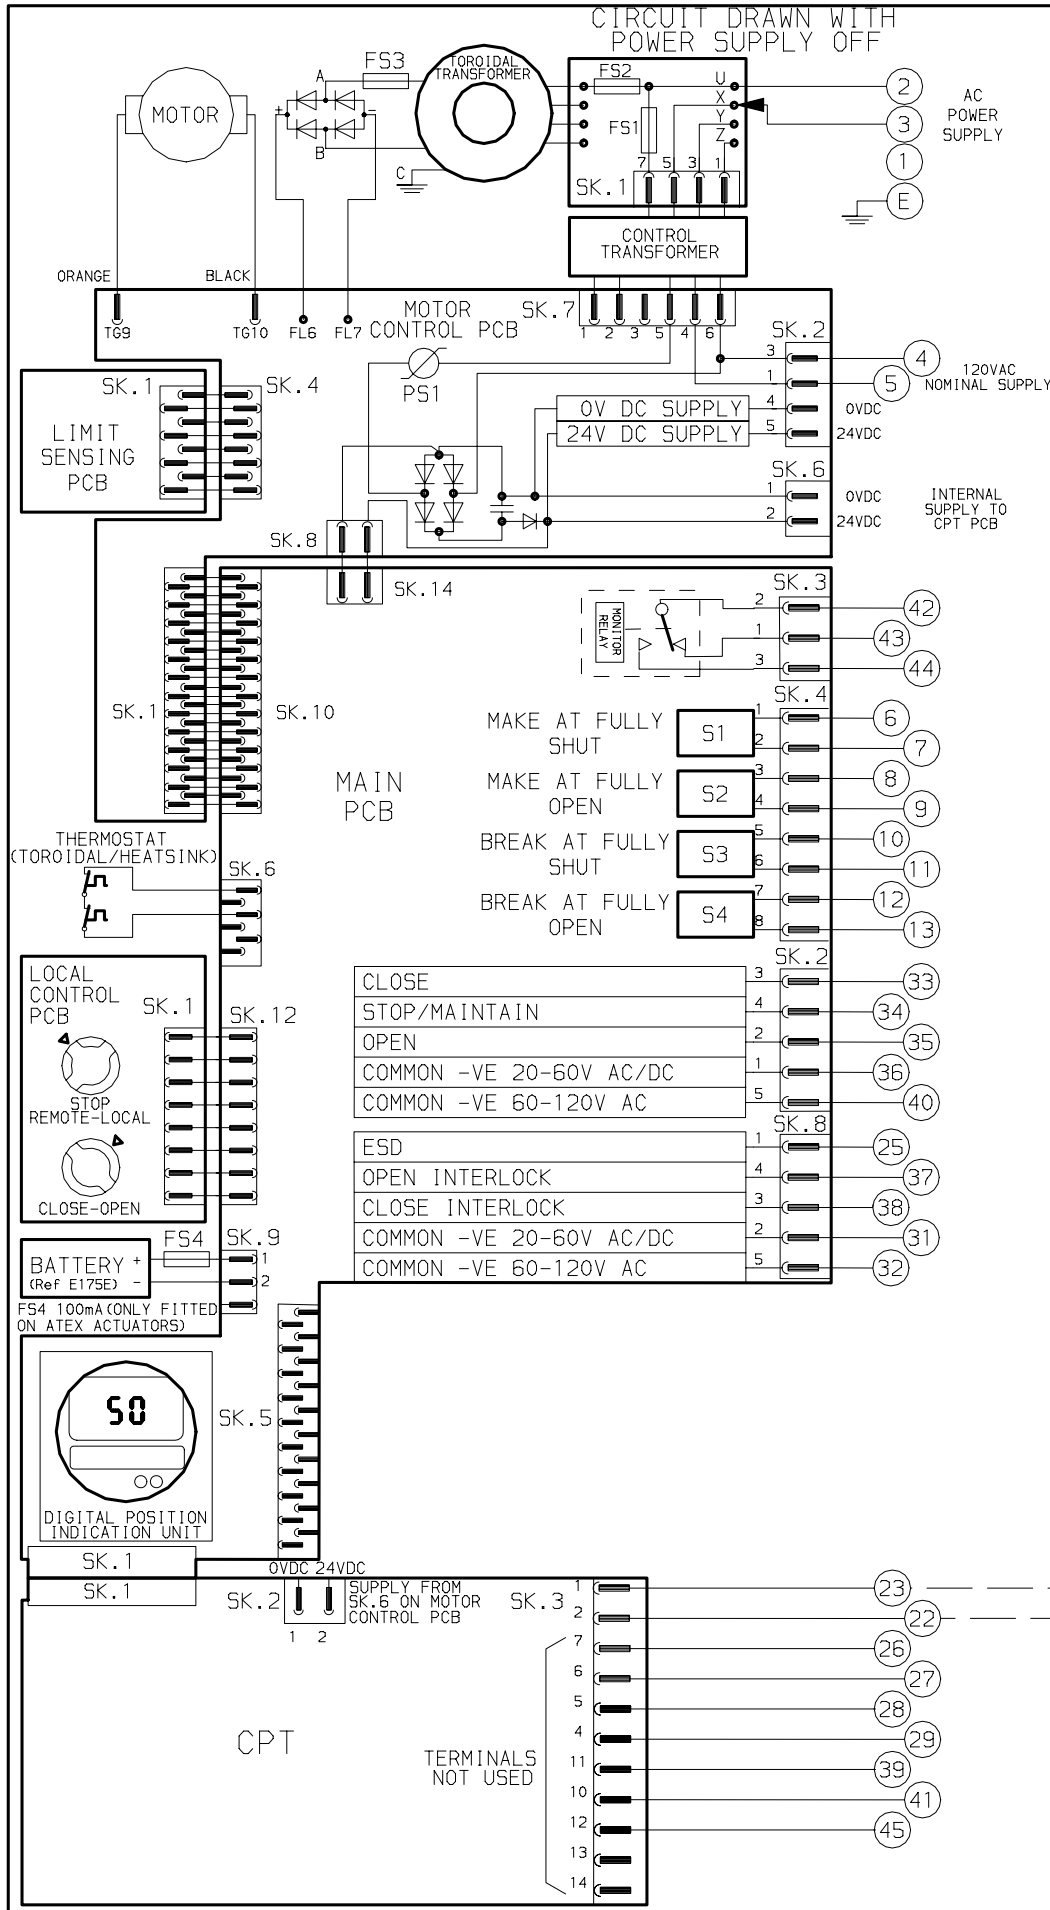 CIRCUIT DRAWN WITH
POWER SUPPLY OFF
TOROIDAL
TRANSFORMER
FS3
FS2
FS1
A
B
C
+
-
MOTOR
U
X
Y
Z
7 5 3 1
SK.1
2
3
1
E
AC
POWER
SUPPLY
CONTROL
TRANSFORMER
ORANGE
BLACK
TG9
TG10
FL6
FL7
MOTOR
CONTROL PCB
SK.7
1 2 3 5 4 6
PS1
SK.2
3
4
1
5
120VAC
NOMINAL SUPPLY
0V DC SUPPLY
4
0VDC
24V DC SUPPLY
5
24VDC
SK.6
1
0VDC
2
24VDC
INTERNAL
SUPPLY TO
CPT PCB
SK.1
SK.4
LIMIT
SENSING
PCB
SK.8
SK.14
SK.1
SK.10
MAIN
PCB
MONITOR
RELAY
SK.3
2
42
1
43
3
44
SK.4
MAKE AT FULLY
SHUT
S1
1
6
2
7
MAKE AT FULLY
OPEN
S2
3
8
4
9
BREAK AT FULLY
SHUT
S3
5
10
6
11
BREAK AT FULLY
OPEN
S4
7
12
8
13
THERMOSTAT
(TOROIDAL/HEATSINK)
SK.6
SK.2
CLOSE
3
33
STOP/MAINTAIN
4
34
OPEN
2
35
COMMON -VE 20-60V AC/DC
1
36
COMMON -VE 60-120V AC
5
40
SK.8
ESD
1
25
OPEN INTERLOCK
4
37
CLOSE INTERLOCK
3
38
COMMON -VE 20-60V AC/DC
2
31
COMMON -VE 60-120V AC
5
32
LOCAL
CONTROL
PCB
SK.1
SK.12
STOP
REMOTE-LOCAL
CLOSE-OPEN
BATTERY
(Ref E175E)
+
-
FS4
SK.9
1
2
FS4 100mA(ONLY FITTED
ON ATEX ACTUATORS)
50
SK.5
DIGITAL POSITION
INDICATION UNIT
SK.1
SK.1
0VDC 24VDC
SK.2
1 2
SUPPLY FROM
SK.6 ON MOTOR
CONTROL PCB
SK.3
1
23
2
22
7
26
6
27
5
28
4
29
11
39
10
41
12
45
13
14
CPT
TERMINALS
NOT USED